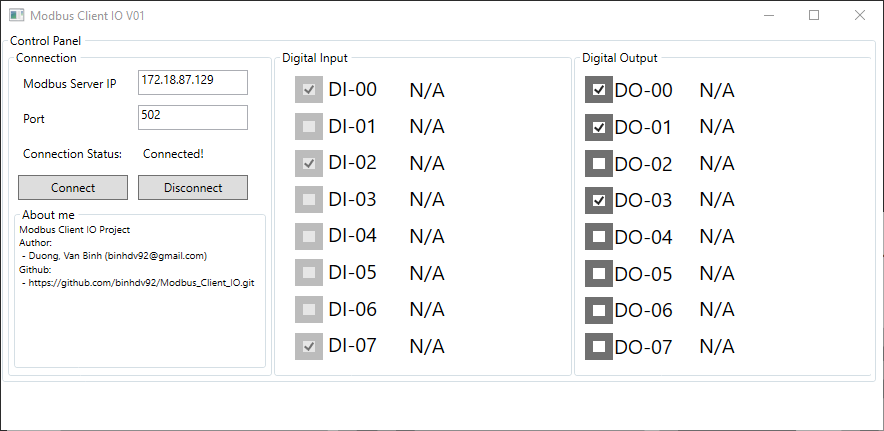 Modbus Client IO V01
Control Panel
Connection
Modbus Server IP 172.18.87.129
Port 502
Connection Status: Connected!
Connect Disconnect
About me
Modbus Client IO Project
Author:
- Duong, Van Binh (binhdv92@gmail.com)
Github:
- https://github.com/binhdv92/Modbus_Client_IO.git
Digital Input
DI-00 N/A
DI-01 N/A
DI-02 N/A
DI-03 N/A
DI-04 N/A
DI-05 N/A
DI-06 N/A
DI-07 N/A
Digital Output
DO-00 N/A
DO-01 N/A
DO-02 N/A
DO-03 N/A
DO-04 N/A
DO-05 N/A
DO-06 N/A
DO-07 N/A